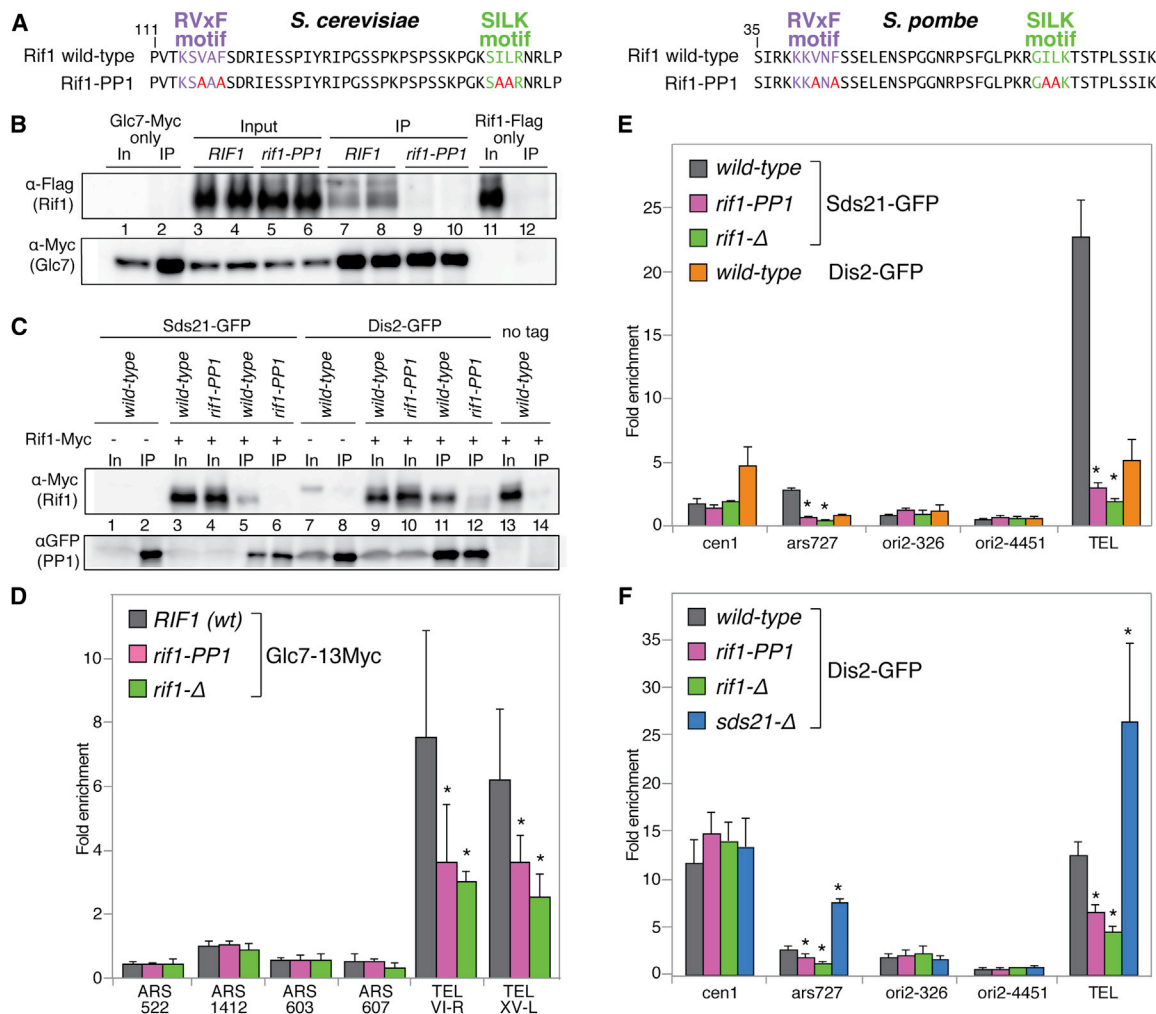 A
RVxF motif
S. cerevisiae
SILK motif
111
Rif1 wild-type PVTKSVAFSDRIESSPIYRIPGSSPKPSPSSKPGKSILRNRLP
Rif1-PP1 PVTKSAAASDRIESSPIYRIPGSSPKPSPSSKPGKSAARNRLP
RVxF motif
S. pombe
SILK motif
35
Rif1 wild-type SIRKKKVNFSSELENSPGGNRPSFGLPKRGILKTSTPLSSIK
Rif1-PP1 SIRKKKANASSELENSPGGNRPSFGLPKRGAAKTSTPLSSIK
B
Glc7-Myc only
Input
IP
Rif1-Flag only
In IP RIF1 rif1-PP1 RIF1 rif1-PP1 In IP
α-Flag (Rif1)
1 2 3 4 5 6 7 8 9 10 11 12
α-Myc (Glc7)
C
Sds21-GFP Dis2-GFP no tag
wild-type wild-type rif1-PP1 wild-type rif1-PP1 wild-type wild-type rif1-PP1 wild-type rif1-PP1 wild-type
Rif1-Myc - - + + + + - - + + + + + +
In IP In In IP IP In IP In In IP IP In IP
α-Myc (Rif1)
1 2 3 4 5 6 7 8 9 10 11 12 13 14
αGFP (PP1)
D
RIF1 (wt)
rif1-PP1
rif1-Δ
Glc7-13Myc
Fold enrichment
10
8
6
4
2
0
* * * *
ARS 522
ARS 1412
ARS 603
ARS 607
TEL VI-R
TEL XV-L
E
wild-type
rif1-PP1
rif1-Δ
Sds21-GFP
wild-type Dis2-GFP
Fold enrichment
25
20
15
10
5
0
* * * *
cen1 ars727 ori2-326 ori2-4451 TEL
F
wild-type
rif1-PP1
rif1-Δ
sds21-Δ
Dis2-GFP
Fold enrichment
35
30
25
20
15
10
5
0
* * * * * *
cen1 ars727 ori2-326 ori2-4451 TEL